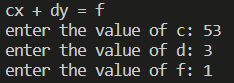 cx + dy = f
enter the value of c: 53
enter the value of d: 3
enter the value of f: 1